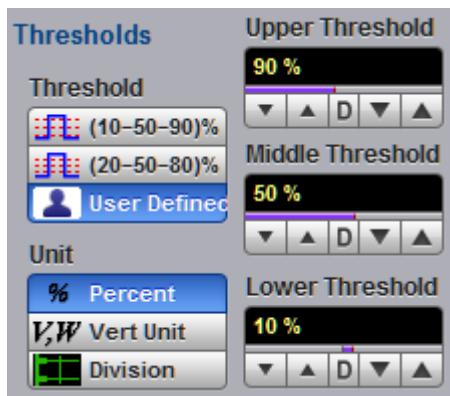 Thresholds
Threshold
(10-50-90)%
(20-50-80)%
User Defined
Unit
% Percent
V,W Vert Unit
Division
Upper Threshold
90 %
D
Middle Threshold
50 %
D
Lower Threshold
10 %
D